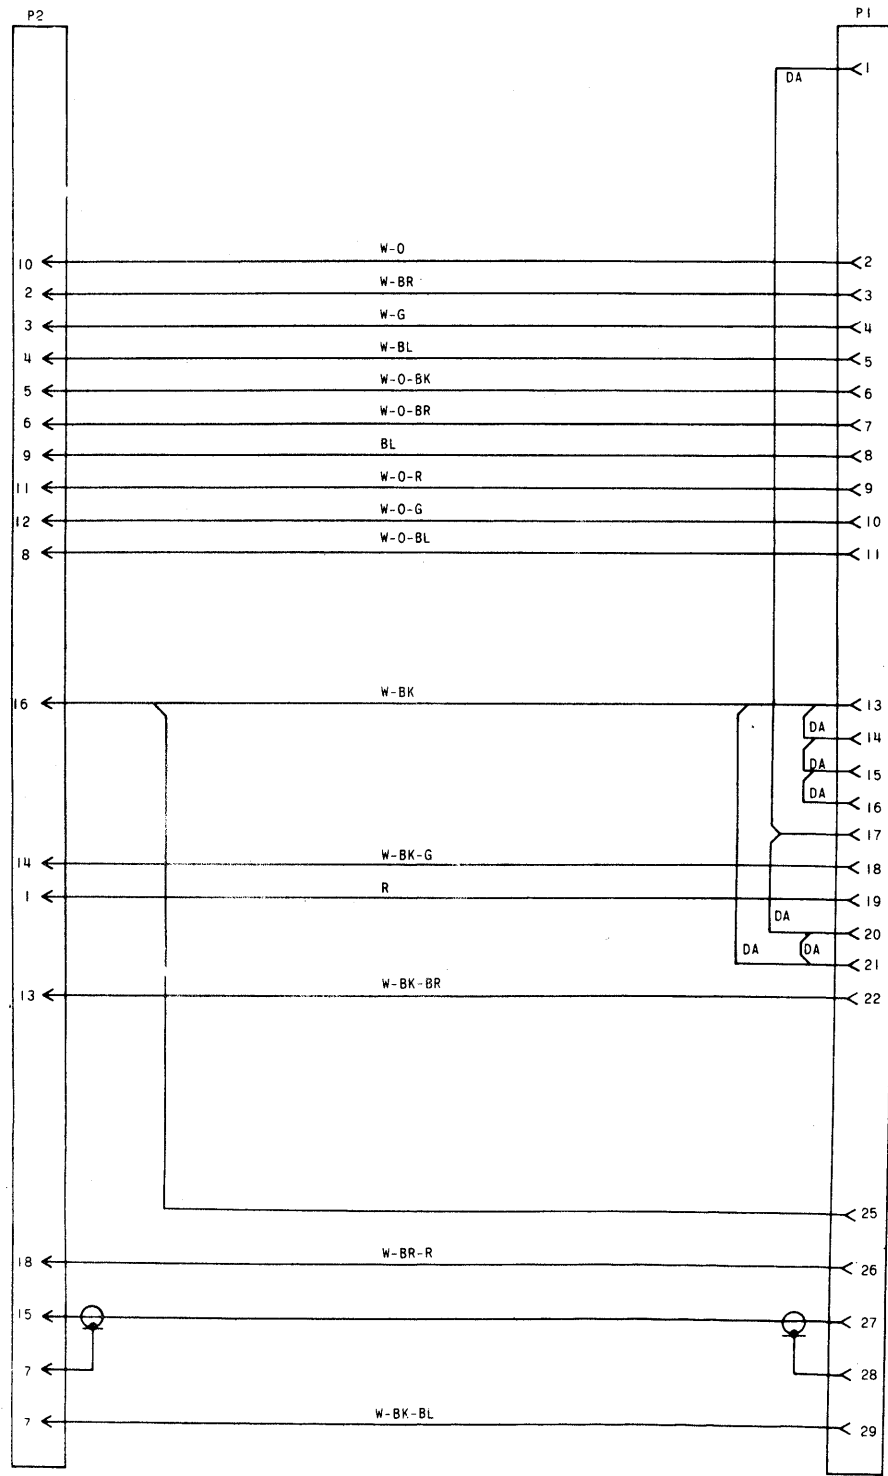 P2 P1
DA 1
10 W-O 2
2 W-BR 3
3 W-G 4
4 W-BL 5
5 W-O-BK 6
6 W-O-BR 7
9 BL 8
11 W-O-R 9
12 W-O-G 10
8 W-O-BL 11
16 W-BK 13
DA 14
DA 15
DA 16
17
14 W-BK-G 18
1 R 19
DA 20
DA DA 21
13 W-BK-BR 22
25
18 W-BR-R 26
15 27
7 28
7 W-BK-BL 29